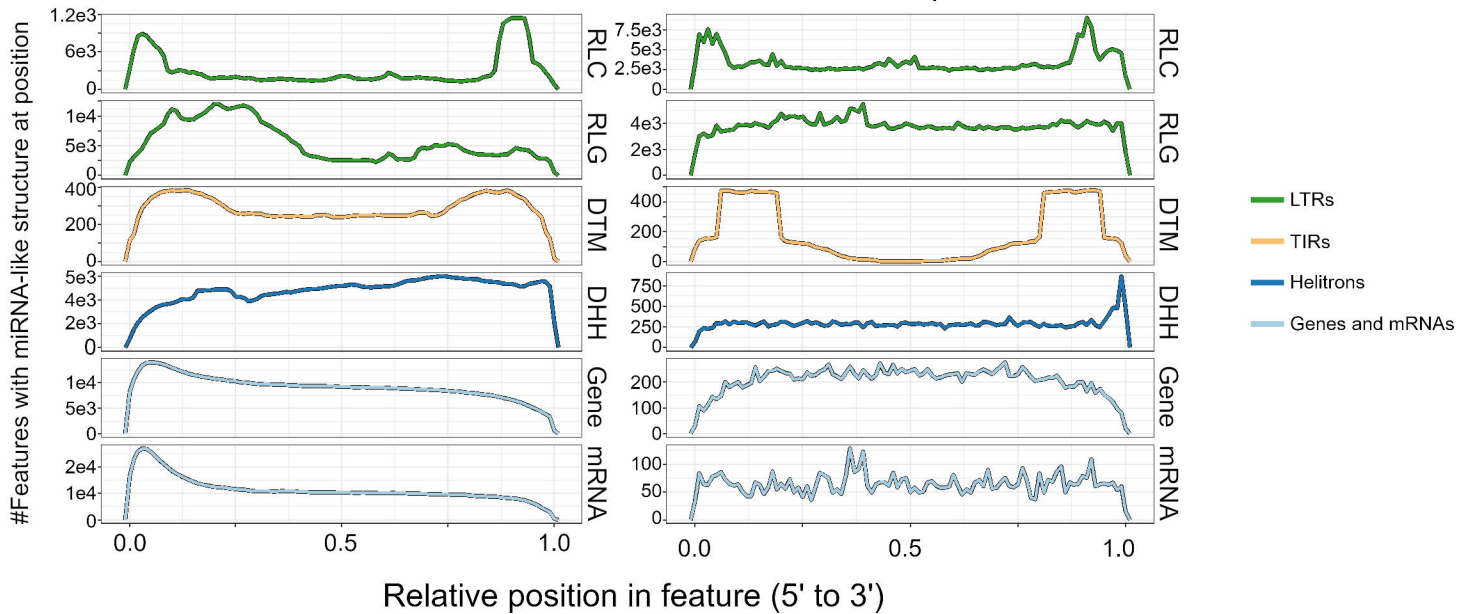 #Features with miRNA-like structure at position
1.2e3
6e3
0
RLC
7.5e3
5e3
2.5e3
0
RLC
1e4
5e3
0
RLG
4e3
2e3
0
RLG
400
200
0
DTM
400
200
0
DTM
5e3
4e3
2e3
0
DHH
750
500
250
0
DHH
1e4
5e3
0
Gene
200
100
0
Gene
2e4
1e4
0
mRNA
100
50
0
mRNA
0.0 0.5 1.0
0.0 0.5 1.0
Relative position in feature (5' to 3')
LTRs
TIRs
Helitrons
Genes and mRNAs